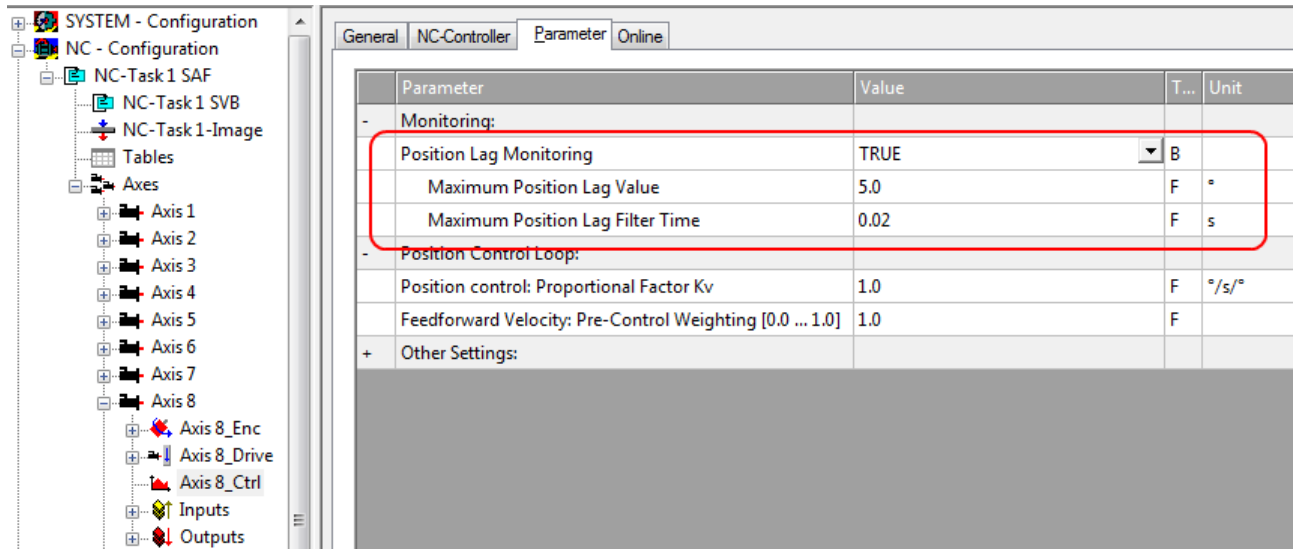 SYSTEM - Configuration
NC - Configuration
NC-Task 1 SAF
NC-Task 1 SVB
NC-Task 1-Image
Tables
Axes
Axis 1
Axis 2
Axis 3
Axis 4
Axis 5
Axis 6
Axis 7
Axis 8
Axis 8_Enc
Axis 8_Drive
Axis 8_Ctrl
Inputs
Outputs
General NC-Controller Parameter Online
Parameter Value T... Unit
- Monitoring:
Position Lag Monitoring TRUE B
Maximum Position Lag Value 5.0 F °
Maximum Position Lag Filter Time 0.02 F s
- Position Control Loop:
Position control: Proportional Factor Kv 1.0 F °/s/°
Feedforward Velocity: Pre-Control Weighting [0.0 ... 1.0] 1.0 F
+ Other Settings: